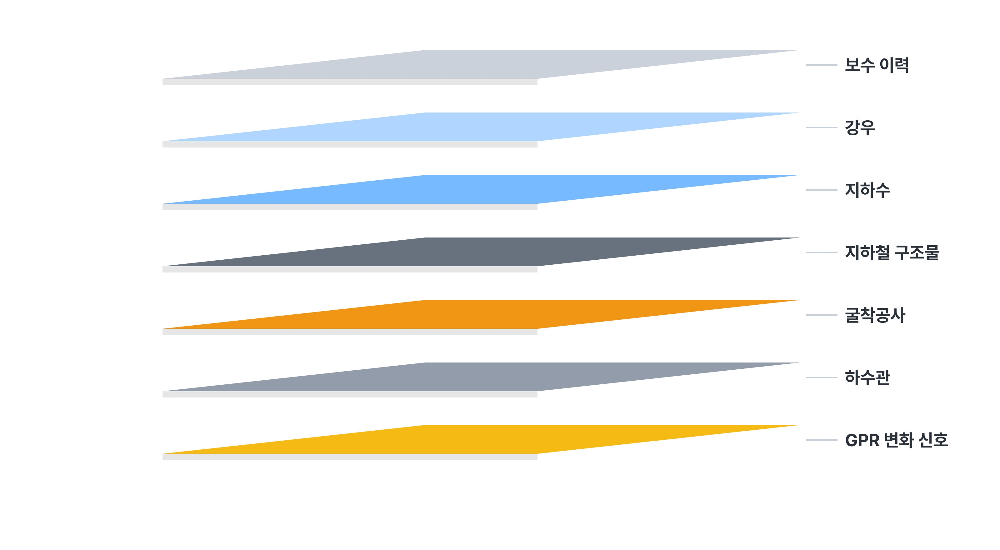 보수 이력
강우
지하수
지하철 구조물
굴착공사
하수관
GPR 변화 신호